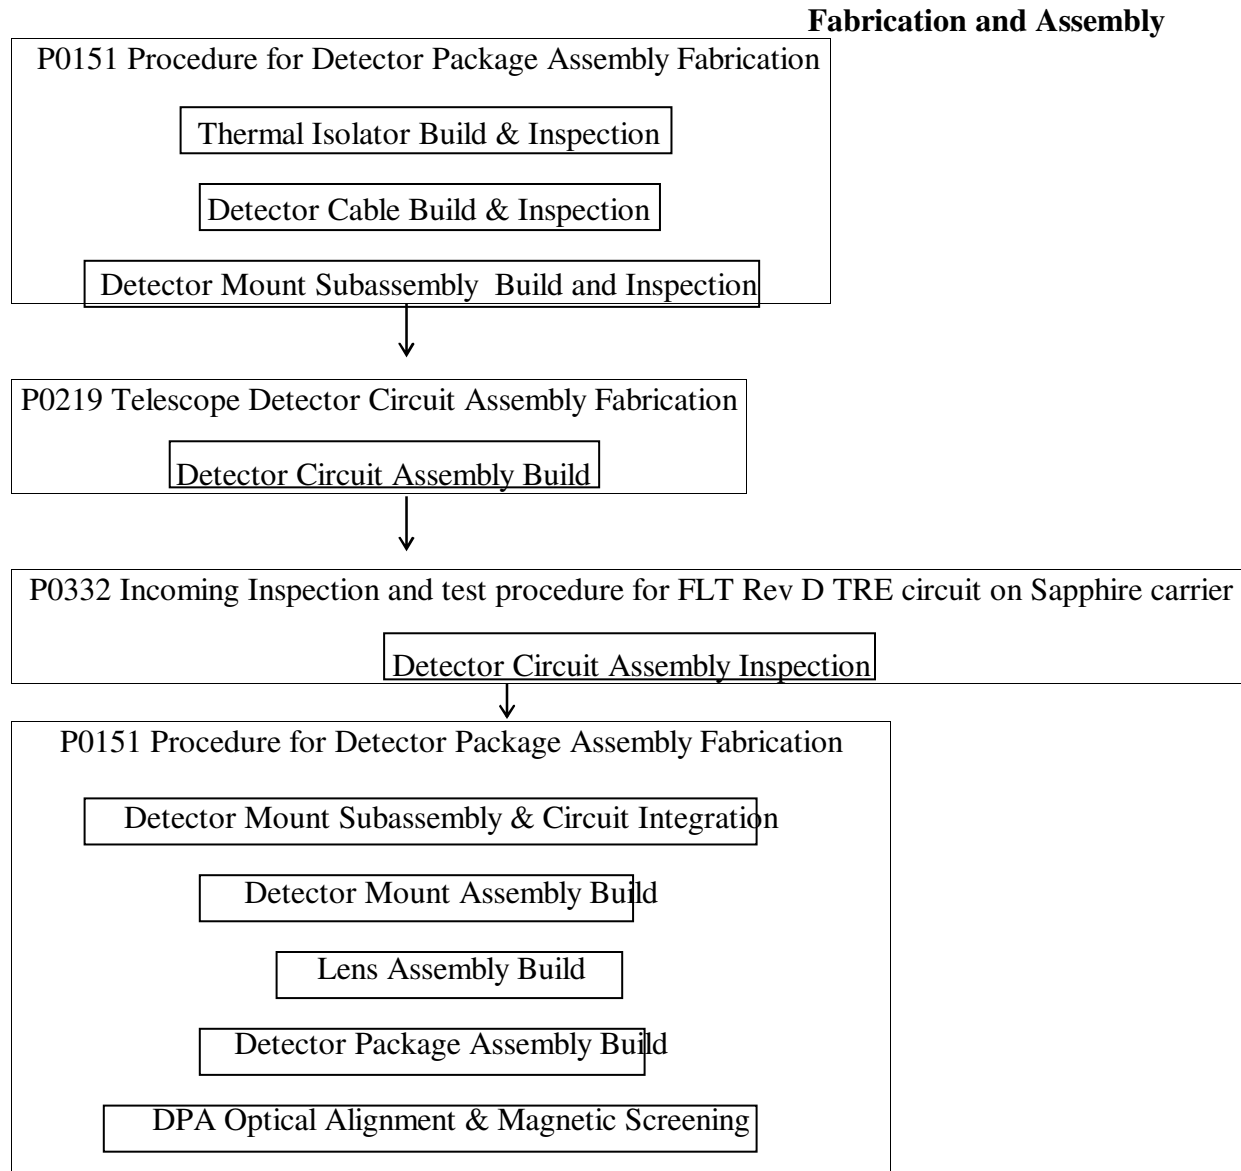 Fabrication and Assembly
P0151 Procedure for Detector Package Assembly Fabrication
Thermal Isolator Build & Inspection
Detector Cable Build & Inspection
Detector Mount Subassembly Build and Inspection
P0219 Telescope Detector Circuit Assembly Fabrication
Detector Circuit Assembly Build
P0332 Incoming Inspection and test procedure for FLT Rev D TRE circuit on Sapphire carrier
Detector Circuit Assembly Inspection
P0151 Procedure for Detector Package Assembly Fabrication
Detector Mount Subassembly & Circuit Integration
Detector Mount Assembly Build
Lens Assembly Build
Detector Package Assembly Build
DPA Optical Alignment & Magnetic Screening